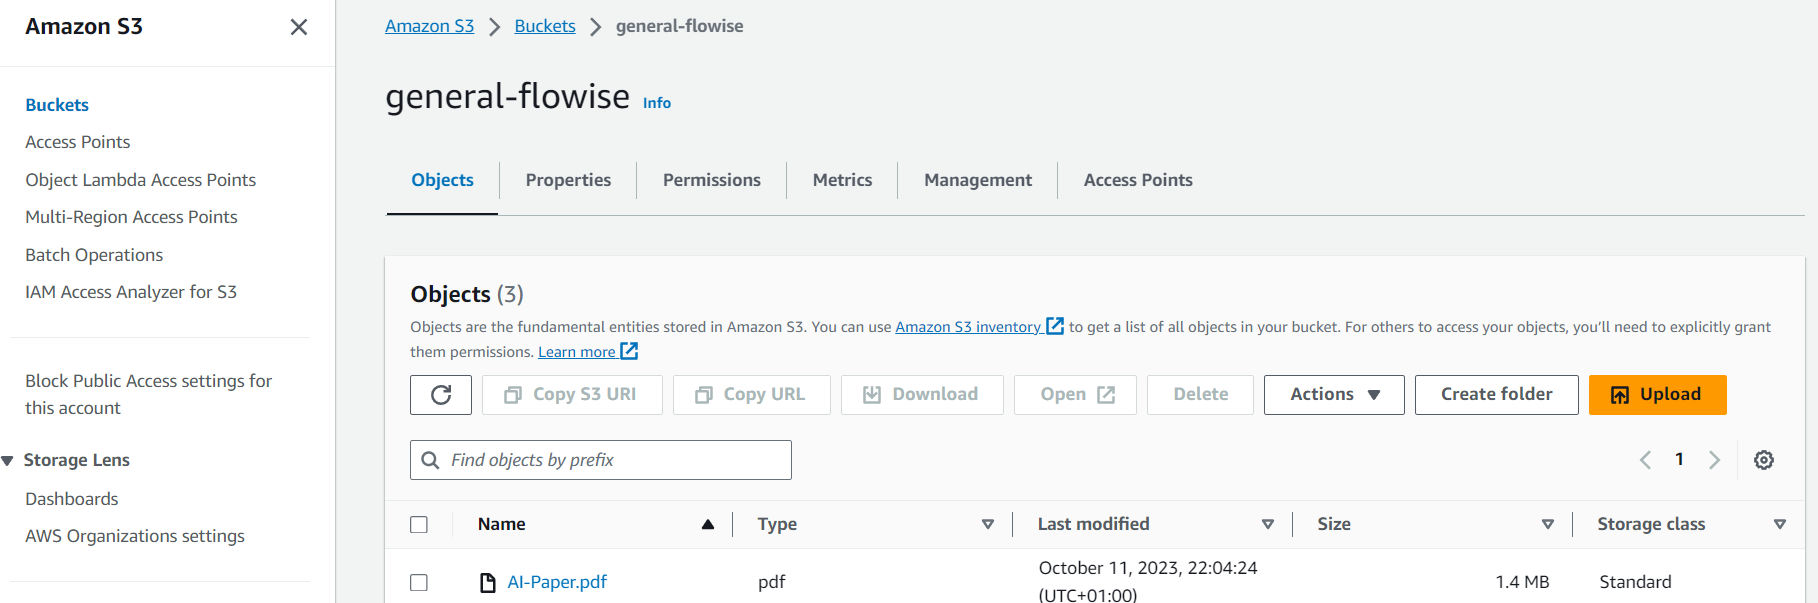 Amazon S3
Buckets
Access Points
Object Lambda Access Points
Multi-Region Access Points
Batch Operations
IAM Access Analyzer for S3
Block Public Access settings for
this account
Storage Lens
Dashboards
AWS Organizations settings
Amazon S3 > Buckets > general-flowise
general-flowise Info
Objects Properties Permissions Metrics Management Access Points
Objects (3)
Objects are the fundamental entities stored in Amazon S3. You can use Amazon S3 inventory to get a list of all objects in your bucket. For others to access your objects, you'll need to explicitly grant
them permissions. Learn more
Copy S3 URI Copy URL Download Open Delete Actions Create folder Upload
Find objects by prefix 1
Name Type Last modified Size Storage class
AI-Paper.pdf pdf October 11, 2023, 22:04:24 1.4 MB Standard
(UTC+01:00)